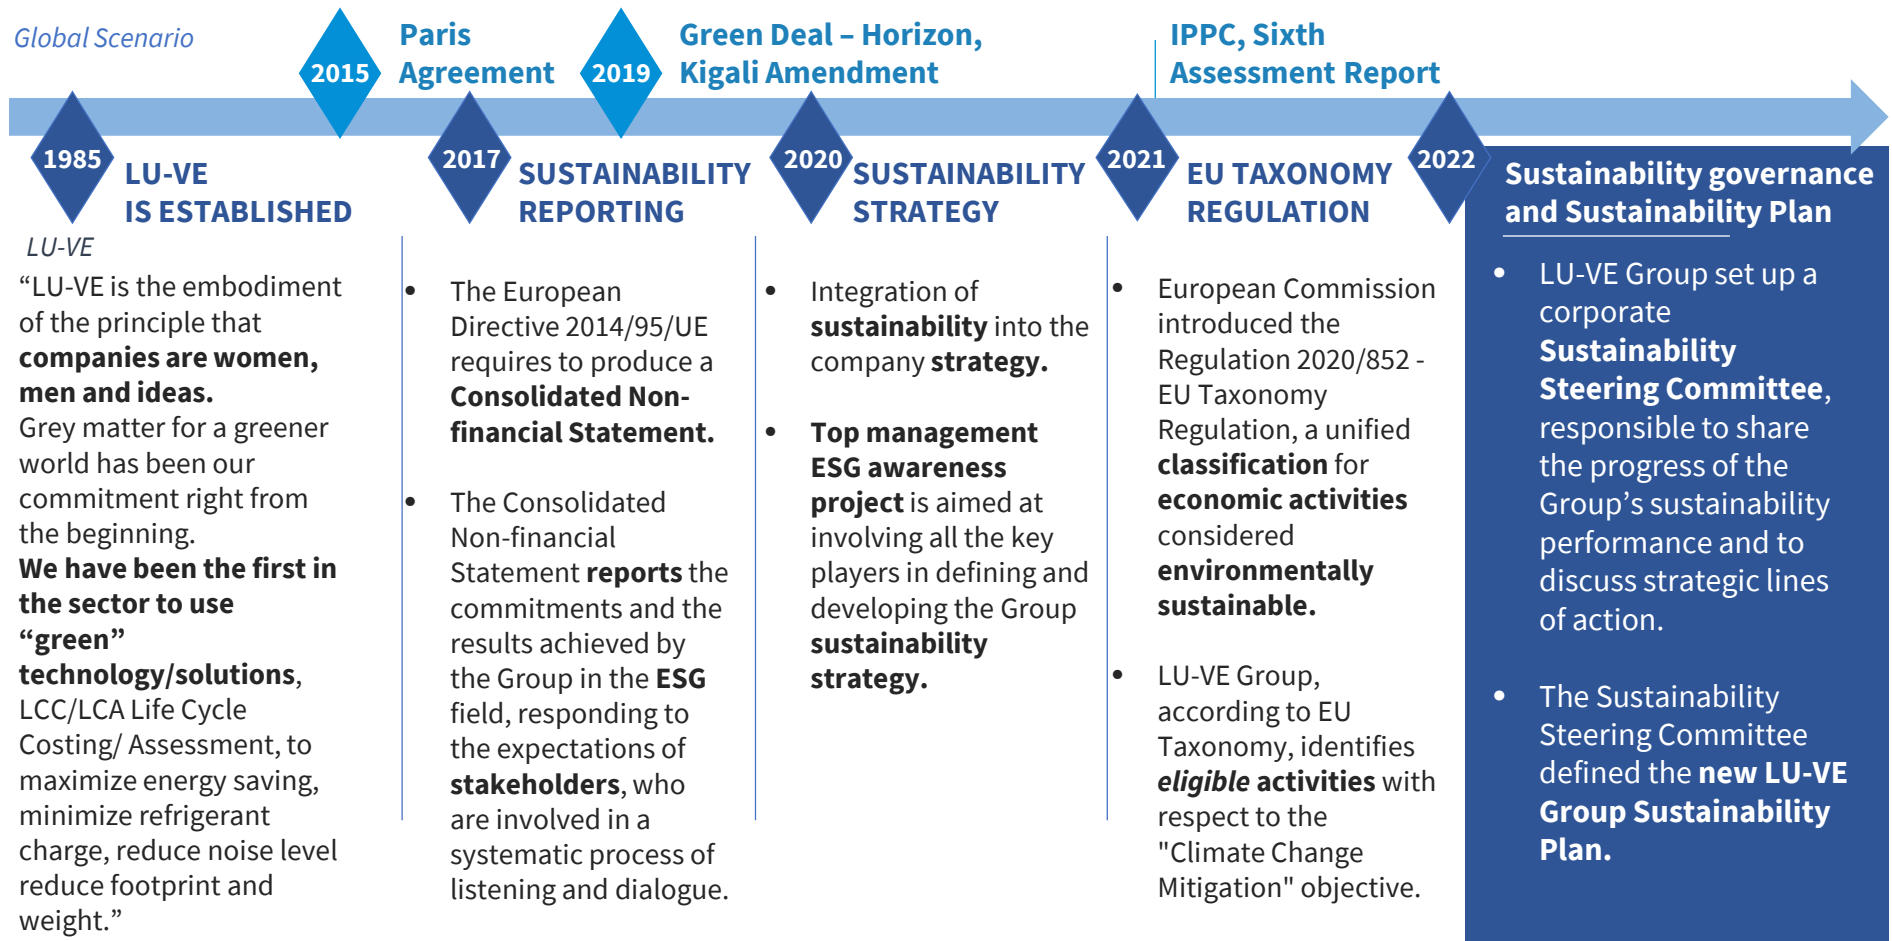 Global Scenario
2015
Paris
Agreement
2019
Green Deal – Horizon,
Kigali Amendment
IPPC, Sixth
Assessment Report
1985
LU-VE
IS ESTABLISHED
LU-VE
“LU-VE is the embodiment
of the principle that
companies are women,
men and ideas.
Grey matter for a greener
world has been our
commitment right from
the beginning.
We have been the first in
the sector to use
“green”
technology/solutions,
LCC/LCA Life Cycle
Costing/ Assessment, to
maximize energy saving,
minimize refrigerant
charge, reduce noise level
reduce footprint and
weight.”
2017
SUSTAINABILITY
REPORTING
• The European
Directive 2014/95/UE
requires to produce a
Consolidated Non-
financial Statement.
• The Consolidated
Non-financial
Statement reports the
commitments and the
results achieved by
the Group in the ESG
field, responding to
the expectations of
stakeholders, who
are involved in a
systematic process of
listening and dialogue.
2020
SUSTAINABILITY
STRATEGY
• Integration of
sustainability into the
company strategy.
• Top management
ESG awareness
project is aimed at
involving all the key
players in defining and
developing the Group
sustainability
strategy.
2021
EU TAXONOMY
REGULATION
• European Commission
introduced the
Regulation 2020/852 -
EU Taxonomy
Regulation, a unified
classification for
economic activities
considered
environmentally
sustainable.
• LU-VE Group,
according to EU
Taxonomy, identifies
eligible activities with
respect to the
"Climate Change
Mitigation" objective.
2022
Sustainability governance
and Sustainability Plan
• LU-VE Group set up a
corporate
Sustainability
Steering Committee,
responsible to share
the progress of the
Group’s sustainability
performance and to
discuss strategic lines
of action.
• The Sustainability
Steering Committee
defined the new LU-VE
Group Sustainability
Plan.